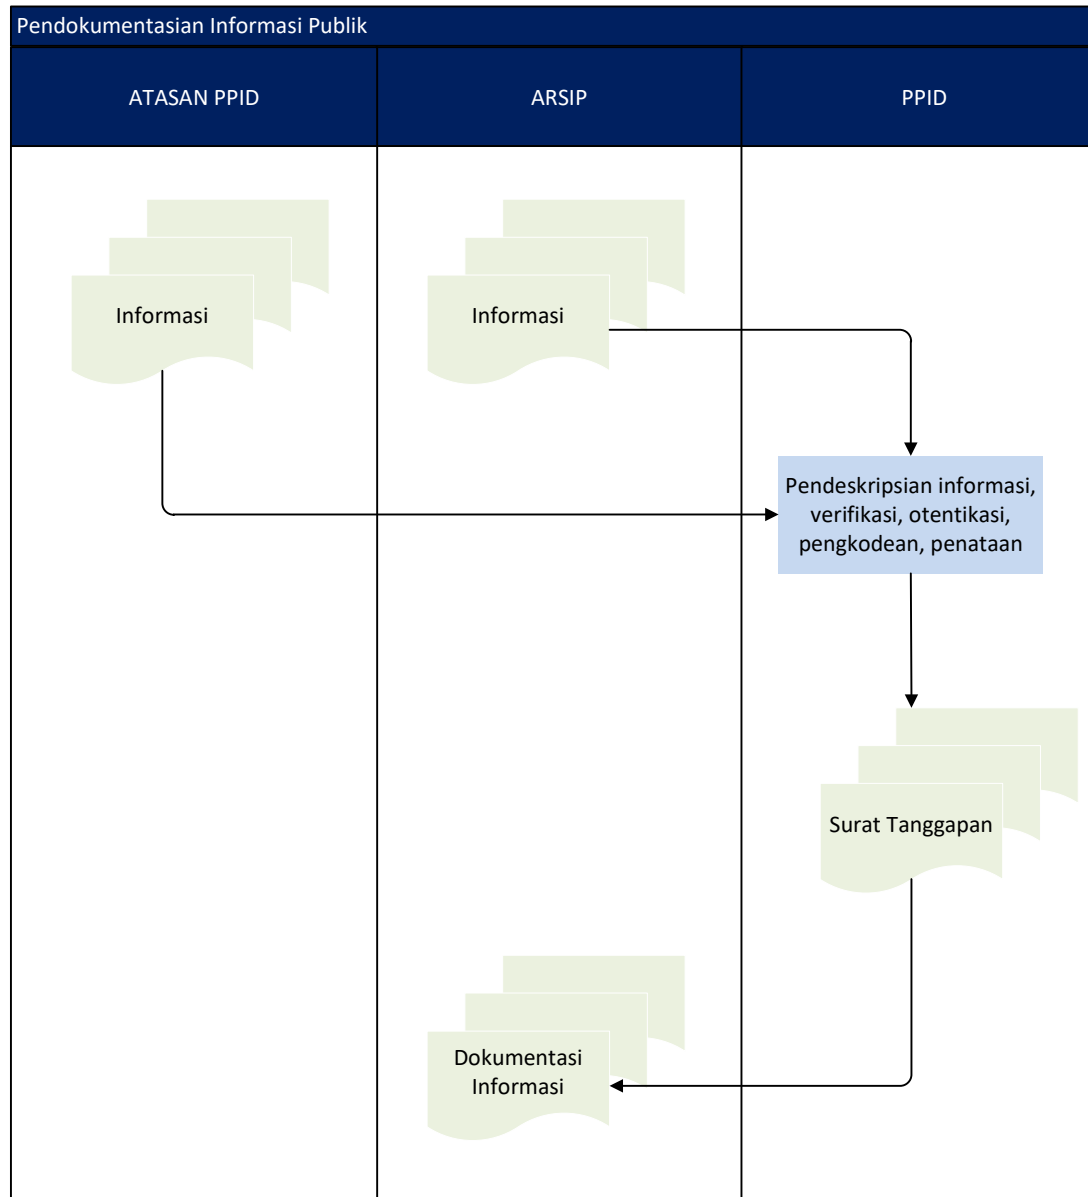 Pendokumentasian Informasi Publik
ATASAN PPID
ARSIP
PPID
Informasi
Informasi
Pendeskripsian informasi,
verifikasi, otentikasi,
pengkodean, penataan
Surat Tanggapan
Dokumentasi
Informasi